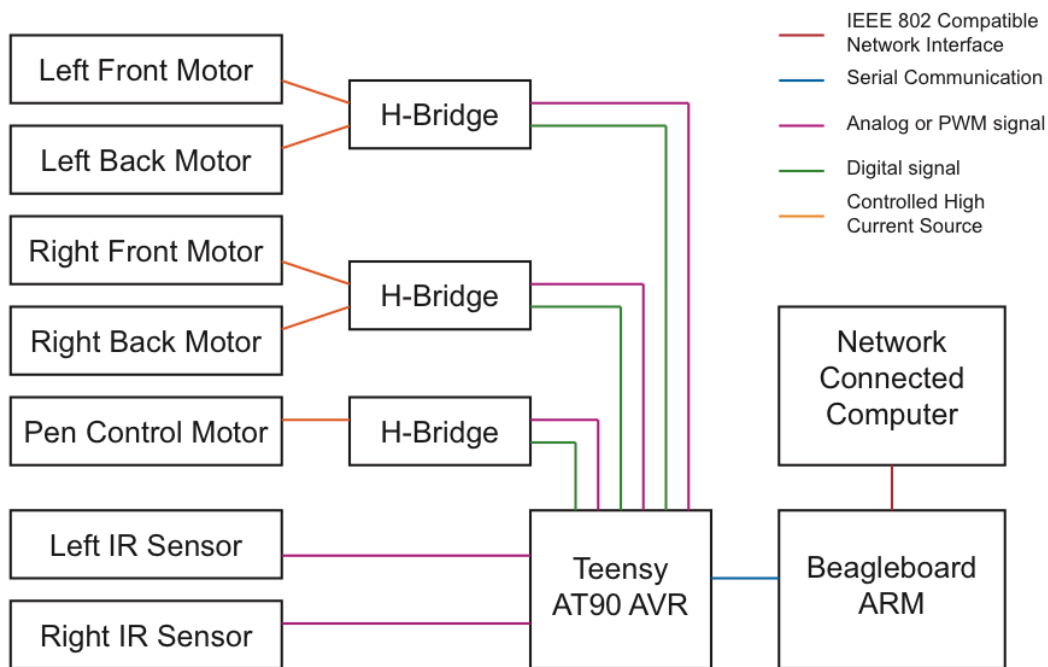 IEEE 802 Compatible
Network Interface
Serial Communication
Analog or PWM signal
Digital signal
Controlled High
Current Source
Left Front Motor
Left Back Motor
H-Bridge
Right Front Motor
Right Back Motor
H-Bridge
Pen Control Motor
H-Bridge
Left IR Sensor
Right IR Sensor
Teensy
AT90 AVR
Network
Connected
Computer
Beagleboard
ARM